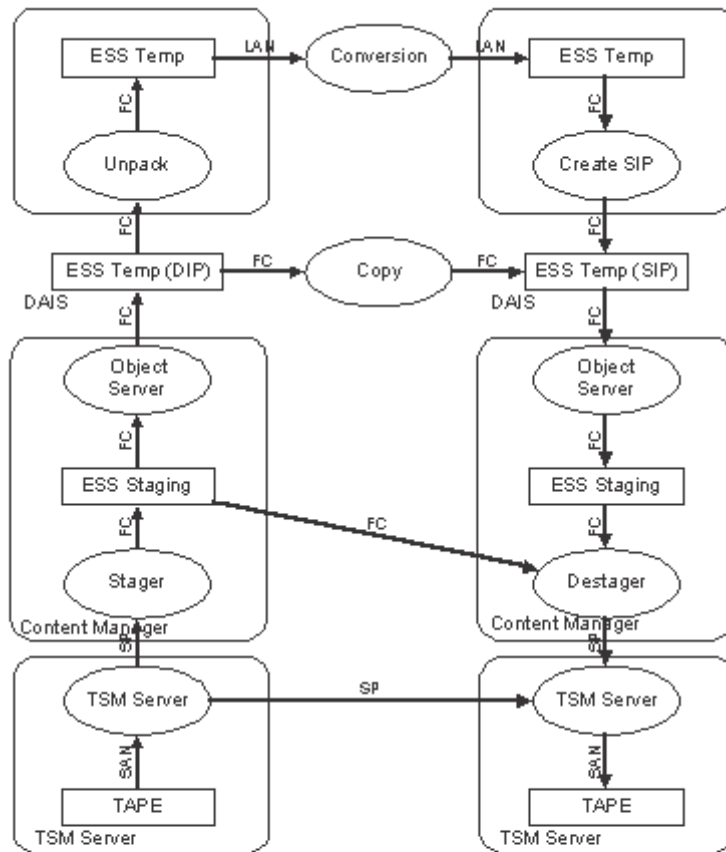 ESS Temp
LAN
Conversion
LAN
ESS Temp
FC
FC
Unpack
Create SIP
FC
FC
ESS Temp (DIP)
FC
Copy
FC
ESS Temp (SIP)
DAIS
DAIS
FC
FC
Object
Server
Object
Server
FC
FC
ESS Staging
ESS Staging
FC
FC
FC
Stager
Destager
Content Manager
Content Manager
SP
SP
TSM Server
SP
TSM Server
SAN
SAN
TAPE
TAPE
TSM Server
TSM Server